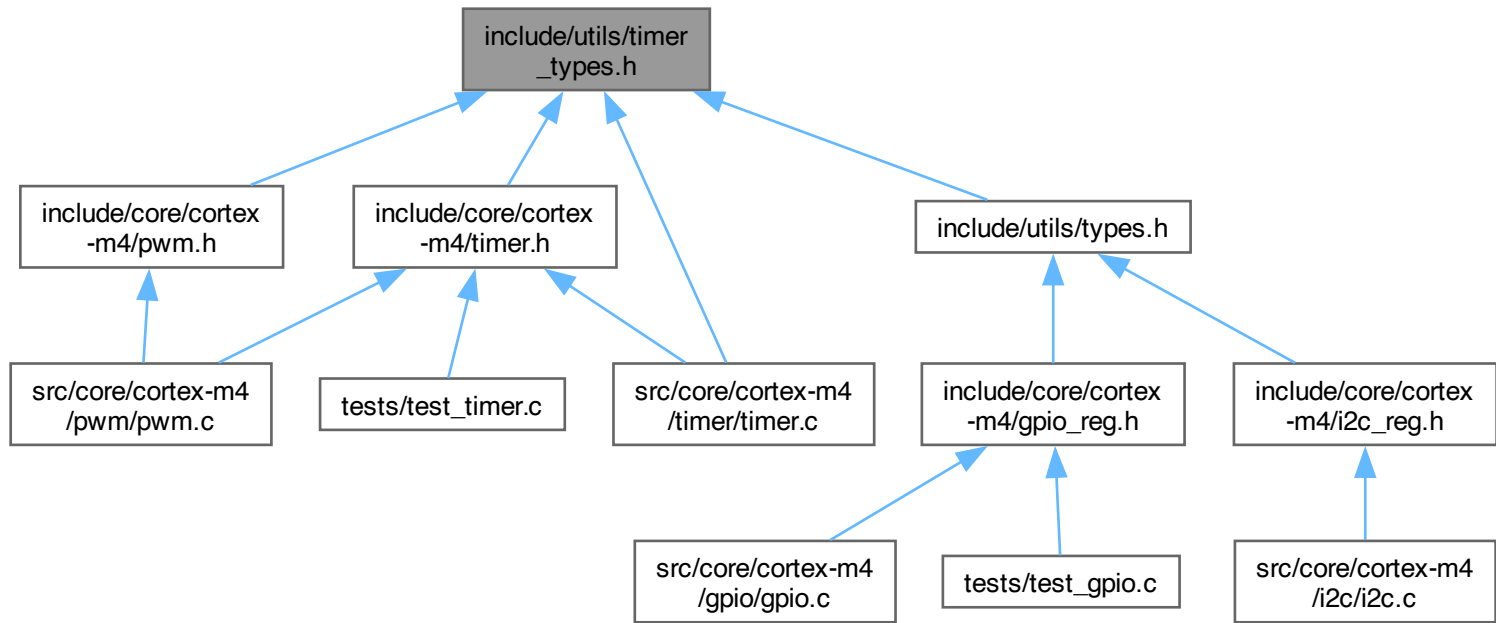 include/utils/timer
_types.h
include/core/cortex
-m4/pwm.h
include/core/cortex
-m4/timer.h
include/utils/types.h
src/core/cortex-m4
/pwm/pwm.c
tests/test_timer.c
src/core/cortex-m4
/timer/timer.c
include/core/cortex
-m4/gpio_reg.h
include/core/cortex
-m4/i2c_reg.h
src/core/cortex-m4
/gpio/gpio.c
tests/test_gpio.c
src/core/cortex-m4
/i2c/i2c.c